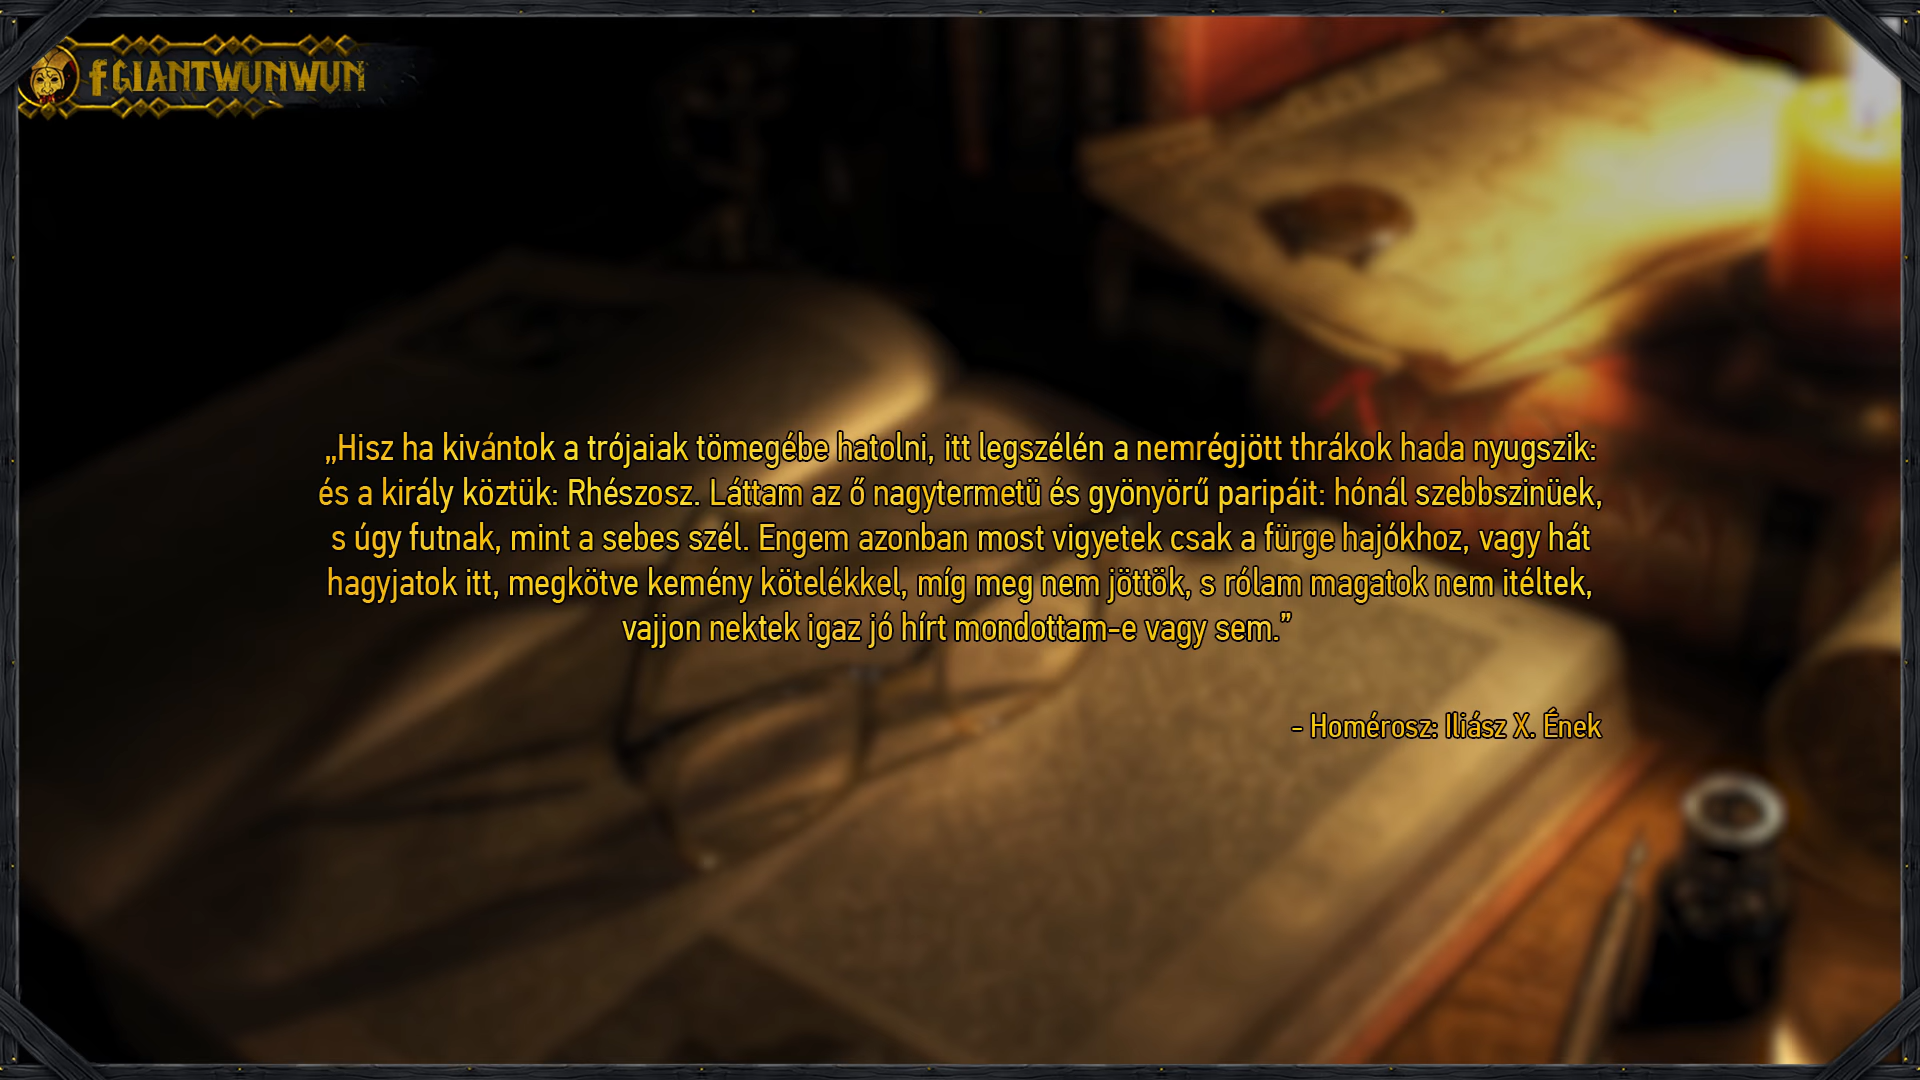 fGIANTWUNWUN
„Hisz ha kivántok a trójaiak tömegébe hatolni, itt legszélén a nemrégjött thrákok hada nyugszik:
és a király köztük: Rhészosz. Láttam az ő nagytermetü és gyönyörű paripáit: hónál szebbszinüek,
s úgy futnak, mint a sebes szél. Engem azonban most vigyetek csak a fürge hajókhoz, vagy hát
hagyjatok itt, megkötve kemény kötelékkel, míg meg nem jöttök, s rólam magatok nem itéltek,
vajjon nektek igaz jó hírt mondottam-e vagy sem.”
- Homérosz: Iliász X. Ének